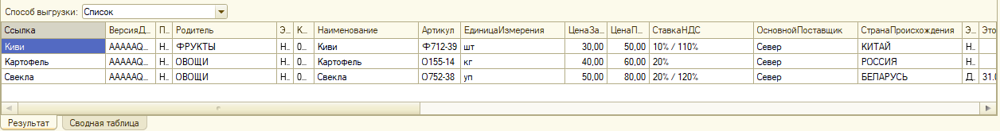 Способ выгрузки: Список
Ссылка ВерсияД... П... Родитель Э... К... Наименование Артикул ЕдиницаИзмерения ЦенаЗа... ЦенаП... СтавкаНДС ОсновнойПоставщик СтранаПроисхождения Э... Это
Киви AAAAAQ... Н... ФРУКТЫ Н... 0... Киви Ф712-39 шт 30,00 50,00 10% / 110% Север КИТАЙ Н...
Картофель AAAAAQ... Н... ОВОЩИ Н... 0... Картофель О155-14 кг 40,00 60,00 20% Север РОССИЯ Н...
Свекла AAAAAQ... Н... ОВОЩИ Н... 0... Свекла О752-38 уп 50,00 80,00 20% / 120% Север БЕЛАРУСЬ Д... 31.0
Результат Сводная таблица